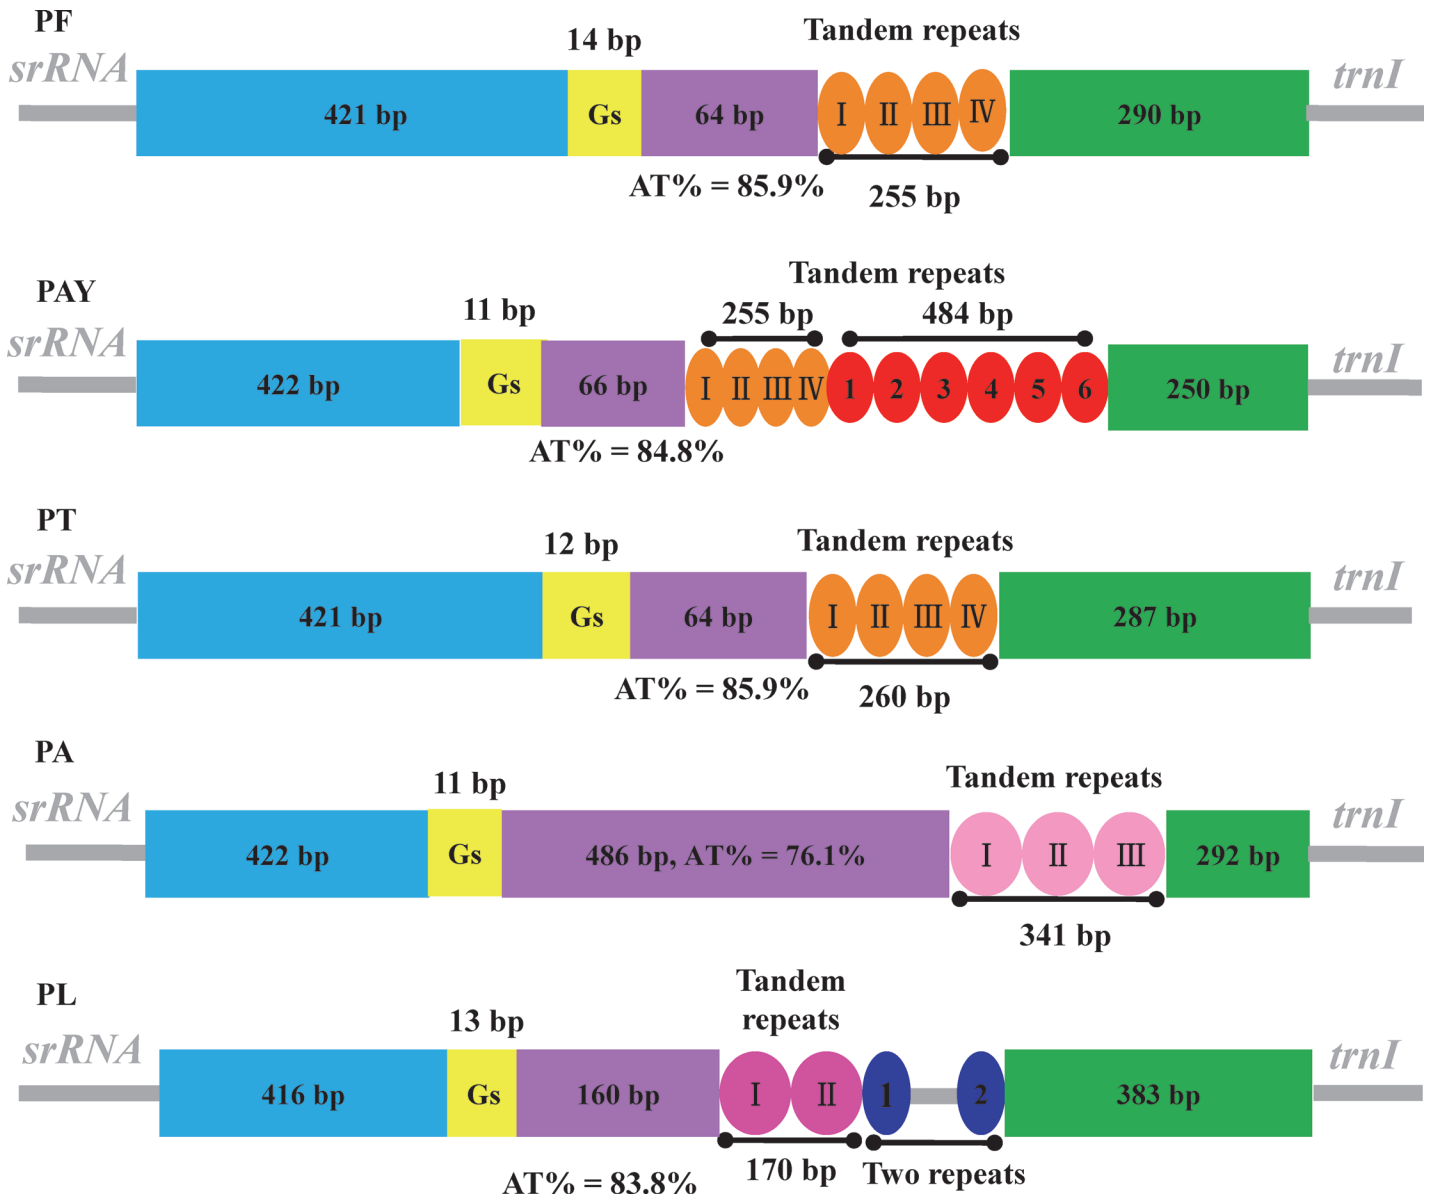 PF
srRNA
14 bp
Tandem repeats
trnI
421 bp
Gs
64 bp
I
II
III
IV
290 bp
AT% = 85.9%
255 bp
PAY
srRNA
11 bp
Tandem repeats
255 bp
484 bp
trnI
422 bp
Gs
66 bp
I
II
III
IV
1
2
3
4
5
6
250 bp
AT% = 84.8%
PT
srRNA
12 bp
Tandem repeats
trnI
421 bp
Gs
64 bp
I
II
III
IV
287 bp
AT% = 85.9%
260 bp
PA
srRNA
11 bp
Tandem repeats
trnI
422 bp
Gs
486 bp, AT% = 76.1%
I
II
III
292 bp
341 bp
PL
srRNA
13 bp
Tandem
repeats
trnI
416 bp
Gs
160 bp
I
II
1
2
383 bp
AT% = 83.8%
170 bp
Two repeats